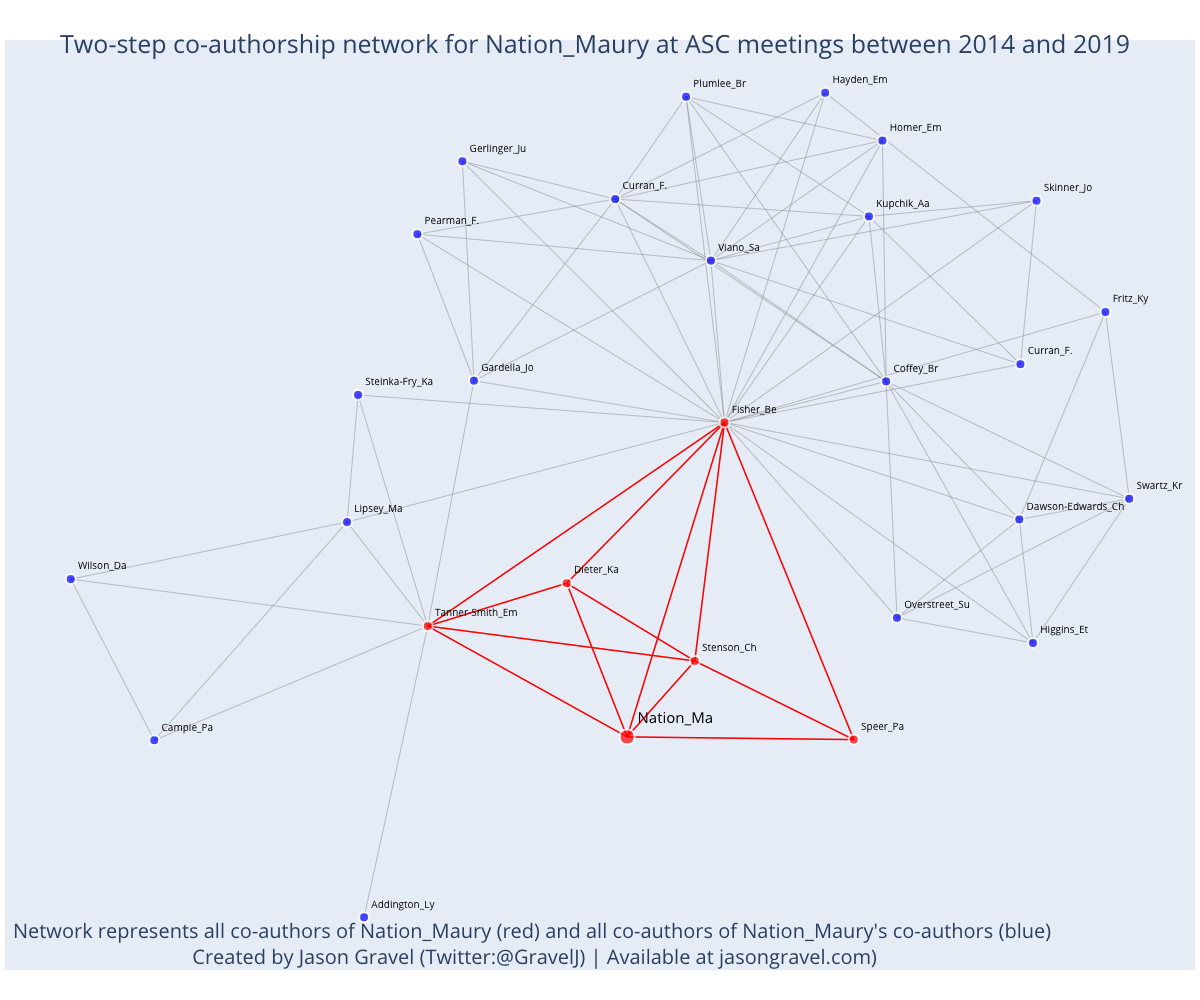 Two-step co-authorship network for Nation_Maury at ASC meetings between 2014 and 2019
Plumlee_Br
Hayden_Em
Homer_Em
Gerlinger_Ju
Curran_F.
Skinner_Jo
Kupchik_Aa
Pearman_F.
Viano_Sa
Fritz_Ky
Curran_F.
Gardella_Jo
Coffey_Br
Steinka-Fry_Ka
Fisher_Be
Swartz_Kr
Lipsey_Ma
Dawson-Edwards_Ch
Wilson_Da
Dieter_Ka
Tanner-Smith_Em
Overstreet_Su
Higgins_Et
Stenson_Ch
Nation_Ma
Campie_Pa
Speer_Pa
Addington_Ly
Network represents all co-authors of Nation_Maury (red) and all co-authors of Nation_Maury's co-authors (blue)
Created by Jason Gravel (Twitter:@GravelJ) | Available at jasongravel.com)